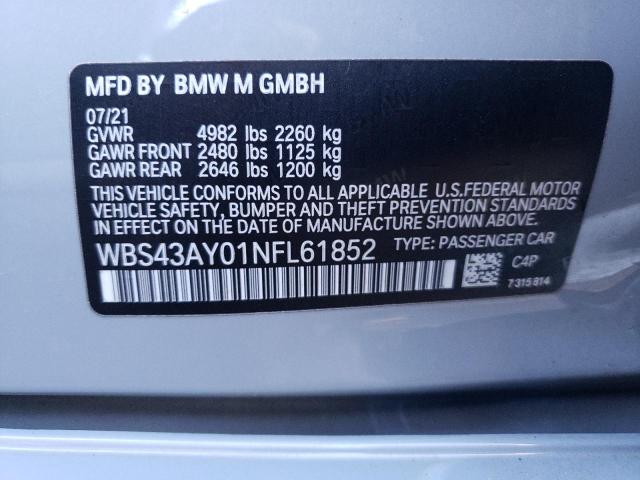 MFD BY BMW M GMBH
07/21
GVWR 4982 lbs 2260 kg
GAWR FRONT 2480 lbs 1125 kg
GAWR REAR 2646 lbs 1200 kg
THIS VEHICLE CONFORMS TO ALL APPLICABLE U.S.FEDERAL MOTOR
VEHICLE SAFETY, BUMPER AND THEFT PREVENTION STANDARDS
IN EFFECT ON THE DATE OF MANUFACTURE SHOWN ABOVE.
WBS43AY01NFL61852 TYPE: PASSENGER CAR
C4P
7315814